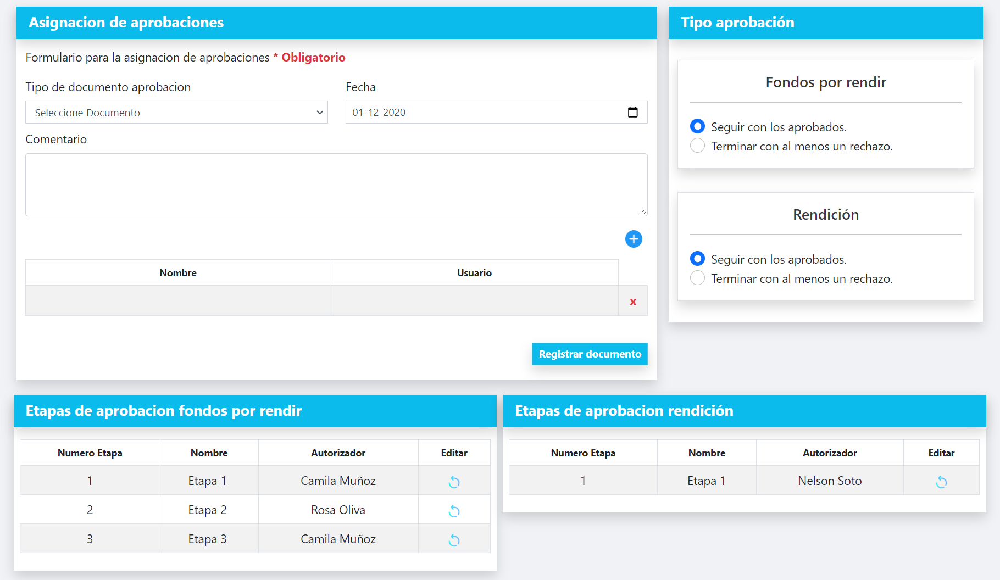 Asignacion de aprobaciones
Formulario para la asignacion de aprobaciones * Obligatorio
Tipo de documento aprobacion
Fecha
Seleccione Documento
01-12-2020
Comentario
Nombre Usuario
x
Registrar documento
Tipo aprobación
Fondos por rendir
Seguir con los aprobados.
Terminar con al menos un rechazo.
Rendición
Seguir con los aprobados.
Terminar con al menos un rechazo.
Etapas de aprobacion fondos por rendir
Numero Etapa Nombre Autorizador Editar
1 Etapa 1 Camila Muñoz
2 Etapa 2 Rosa Oliva
3 Etapa 3 Camila Muñoz
Etapas de aprobacion rendición
Numero Etapa Nombre Autorizador Editar
1 Etapa 1 Nelson Soto